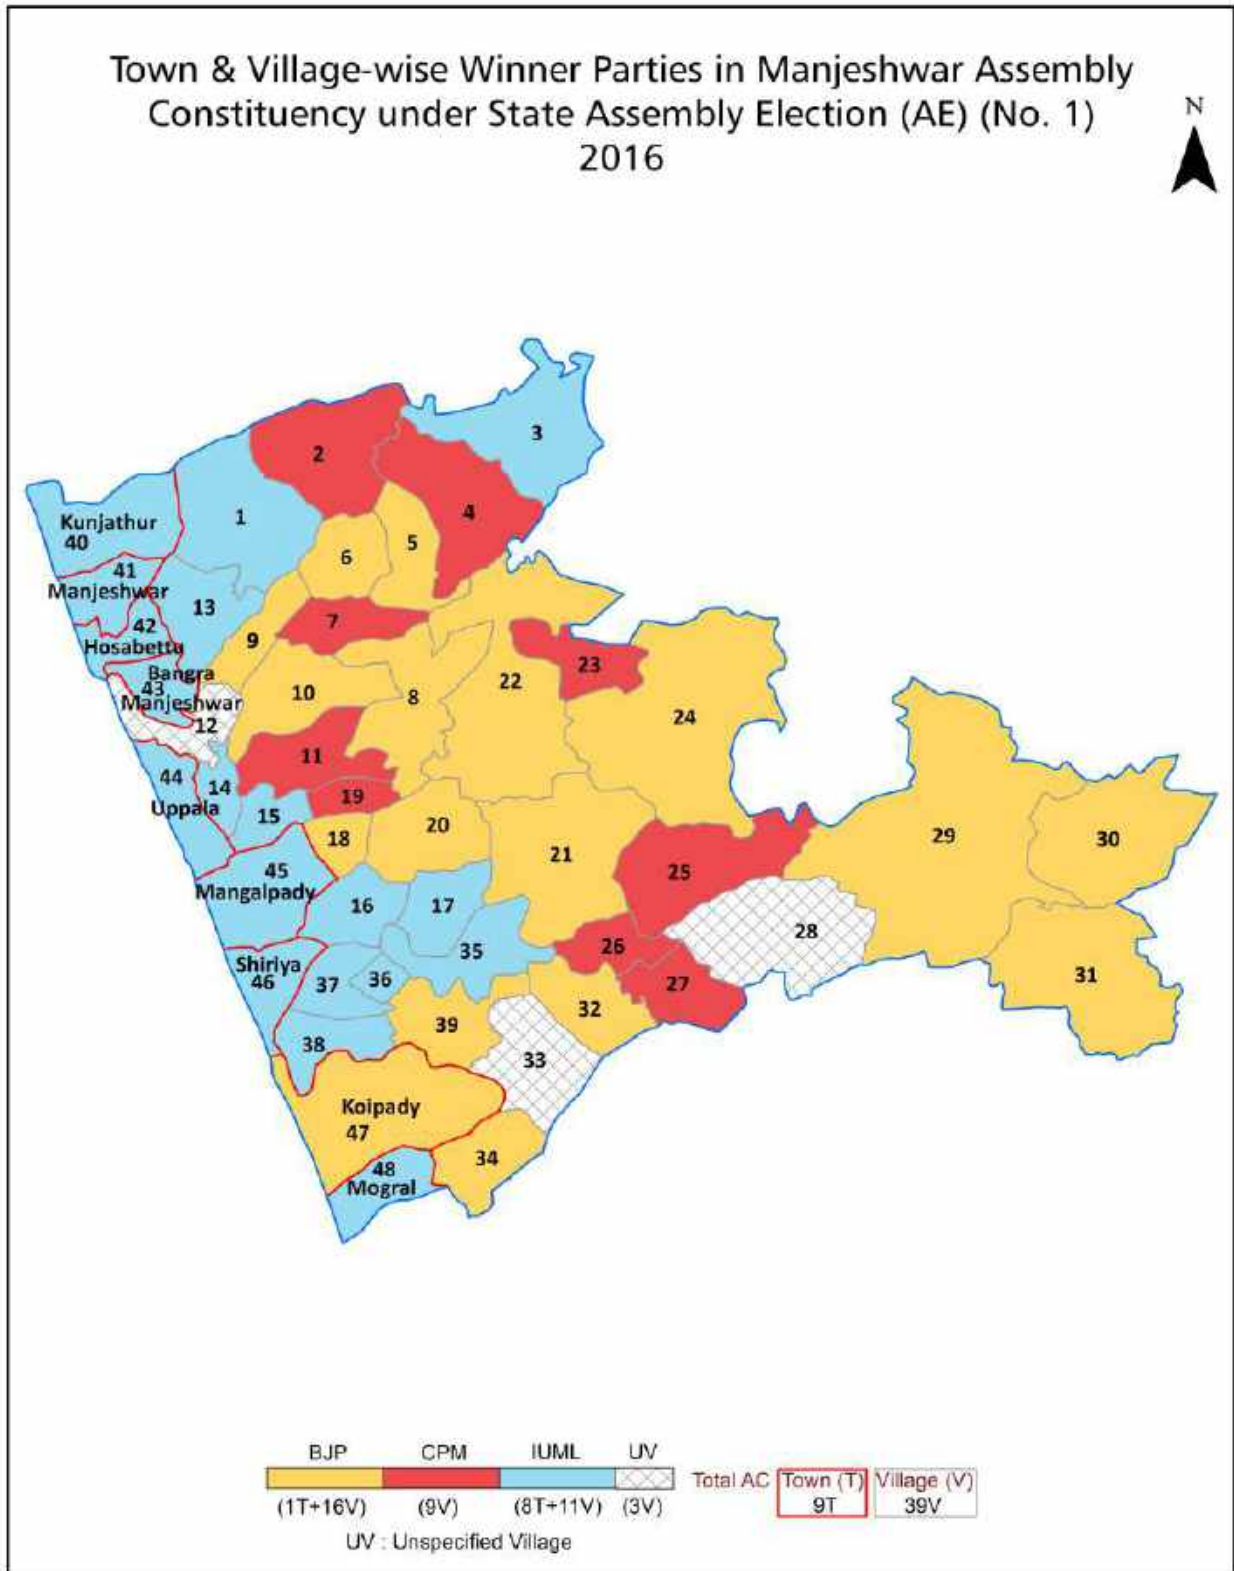 Town & Village-wise Winner Parties in Manjeshwar Assembly
Constituency under State Assembly Election (AE) (No. 1)
2016
N
3
2
4
1
Kunjathur
40
5
6
41
Manjeshwar
13
7
42
Hosabettu
9
23
Bangra
43
Manjeshwar
22
10
8
12
24
11
44
14
19
Uppala
15
20
18
29
30
21
45
25
Mangalpady
16
17
28
26
35
Shiriya
46
37
36
27
31
32
39
38
33
Koipady
47
34
48
Mogral
BJP CPM IUML UV
Total AC Town (T) Village (V)
(1T+16V) (9V) (8T+11V) (3V) 9T 39V
UV : Unspecified Village